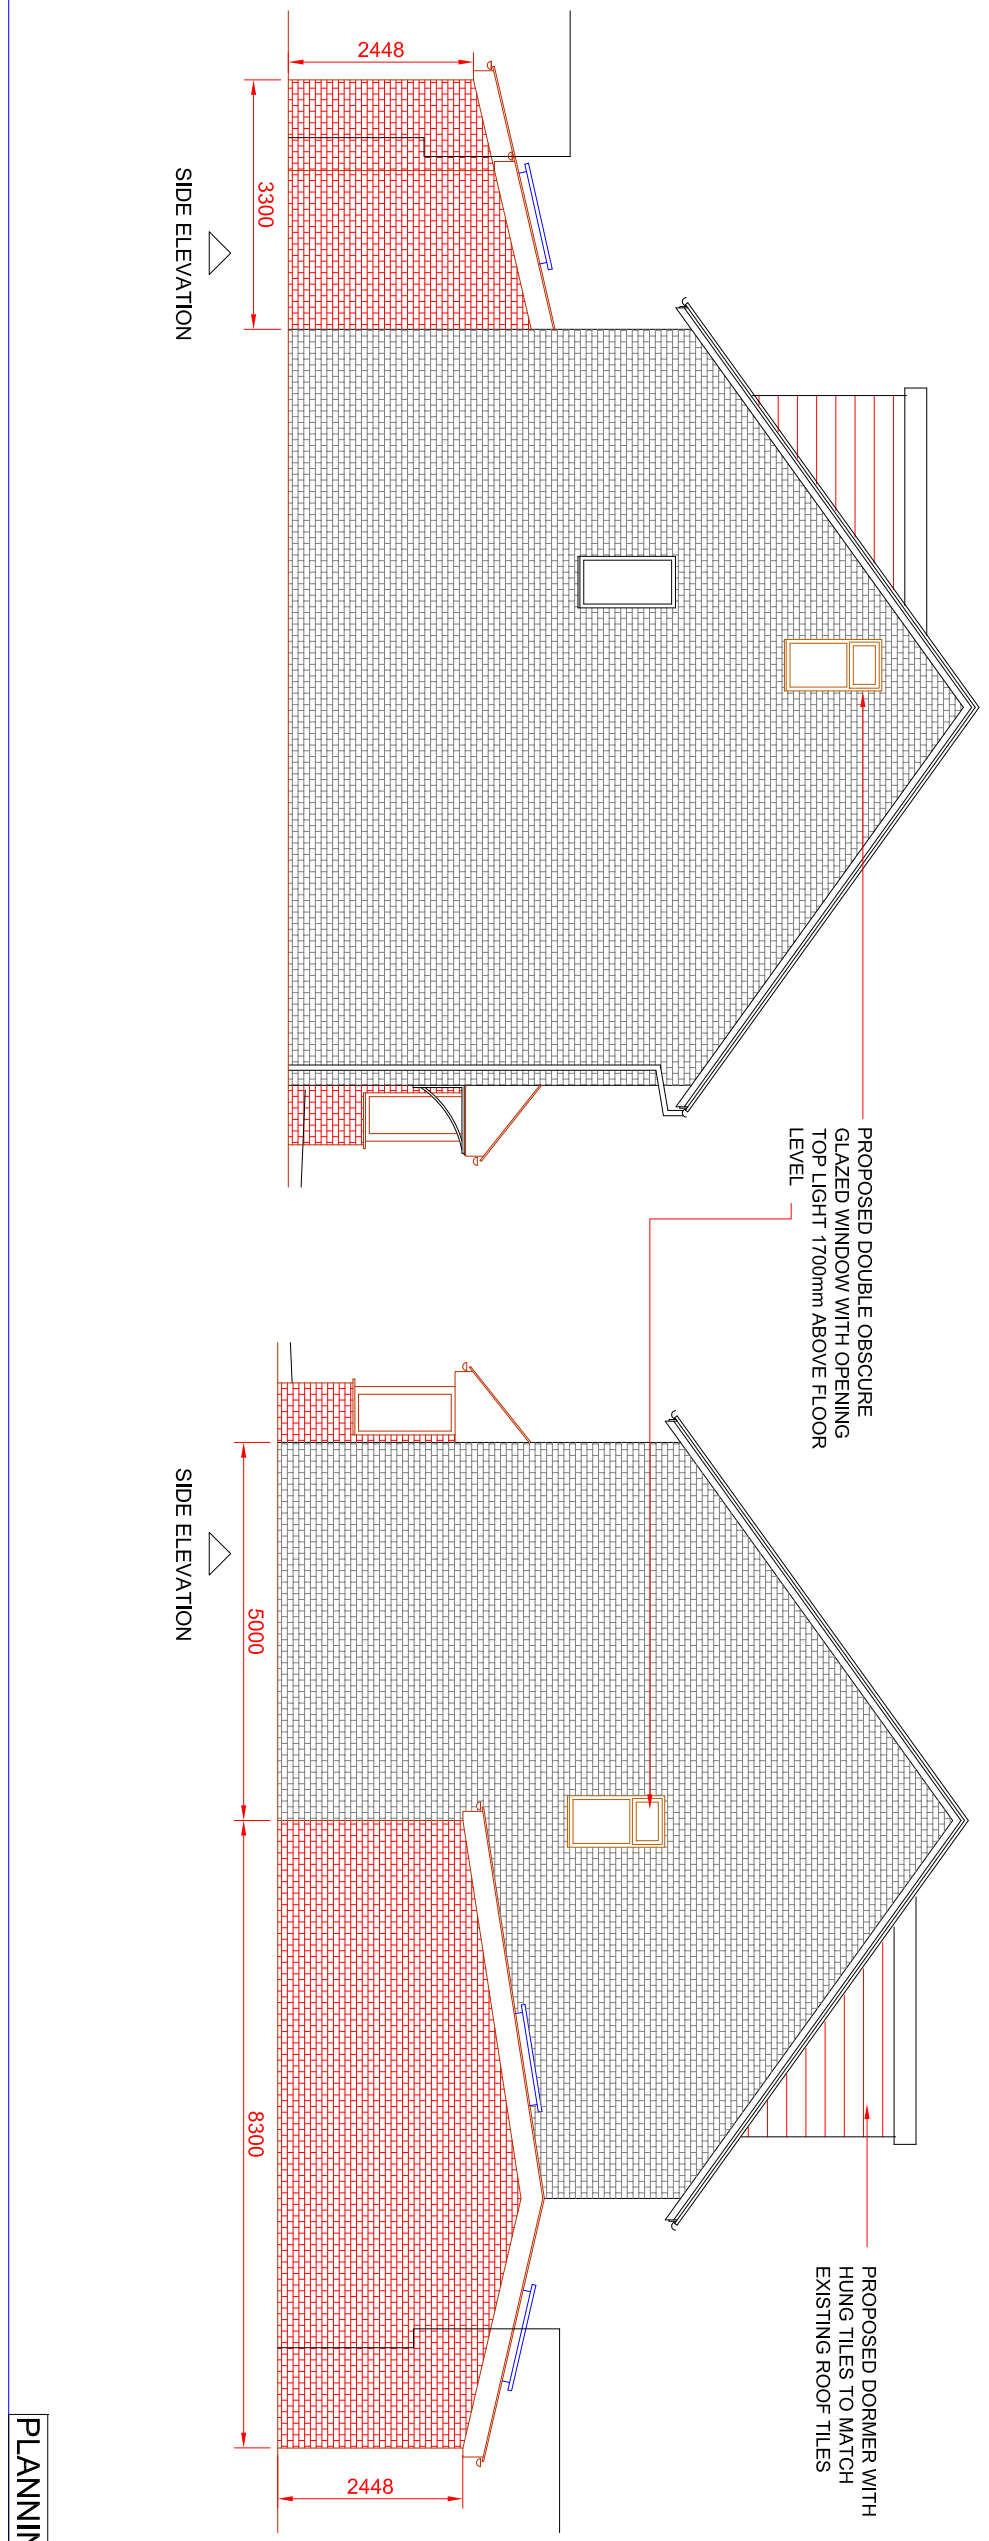 2448
3300
SIDE ELEVATION
PROPOSED DOUBLE OBSCURE
GLAZED WINDOW WITH OPENING
TOP LIGHT 1700mm ABOVE FLOOR
LEVEL
SIDE ELEVATION
5000
8300
2448
PROPOSED DORMER WITH
HUNG TILES TO MATCH
EXISTING ROOF TILES